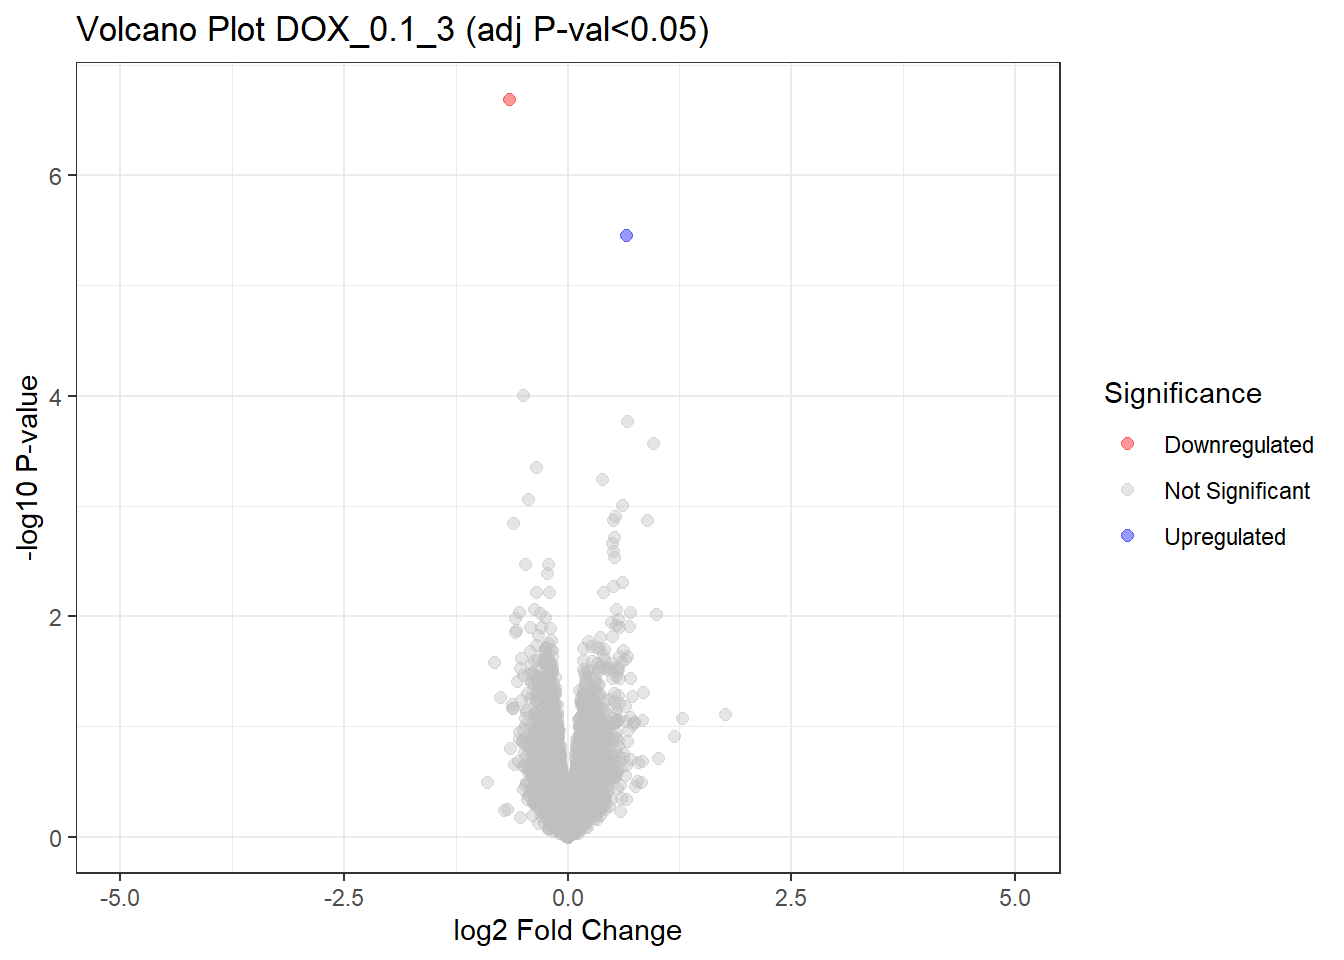 Volcano Plot DOX_0.1_3 (adj P-val<0.05)
-log10 P-value
6
4
2
0
-5.0
-2.5
0.0
2.5
5.0
log2 Fold Change
Significance
Downregulated
Not Significant
Upregulated